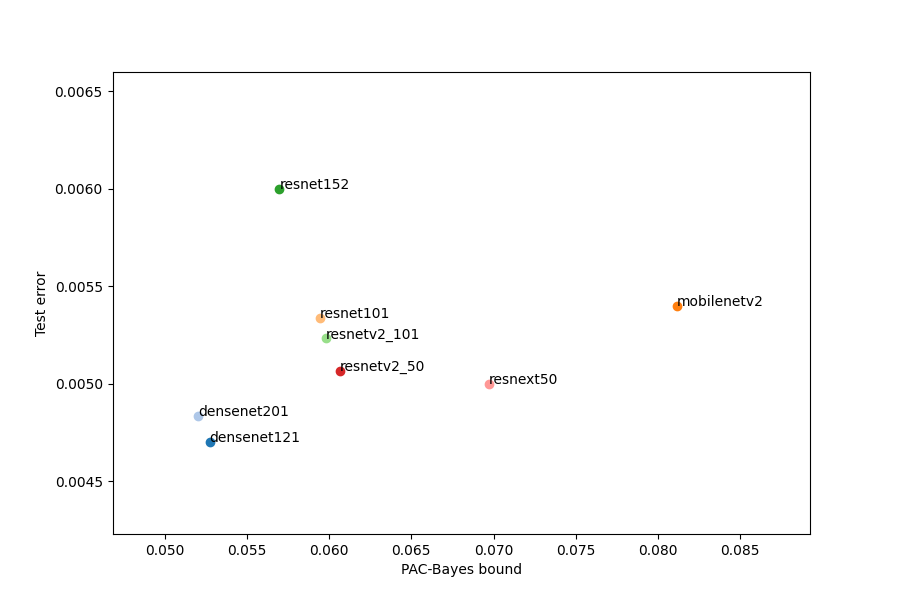 0.0065
0.0060
0.0055
0.0050
0.0045
Test error
resnet152
mobilenetv2
resnet101
resnetv2_101
resnetv2_50
resnext50
densenet201
densenet121
0.050 0.055 0.060 0.065 0.070 0.075 0.080 0.085
PAC-Bayes bound